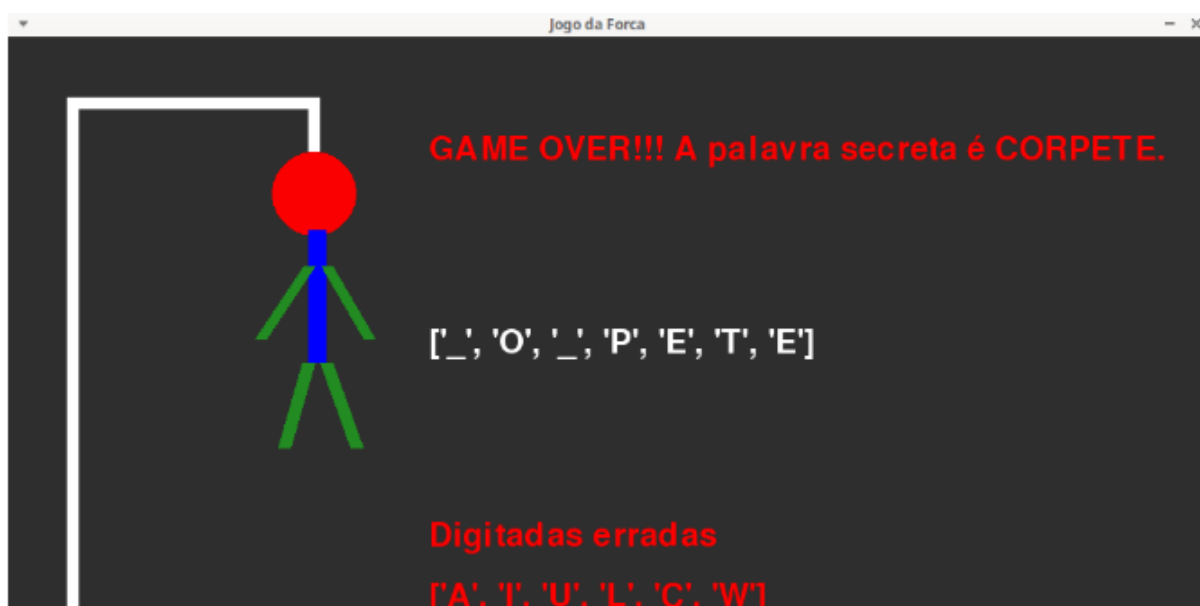 Jogo da Forca
GAME OVER!!! A palavra secreta é CORPETE.
['_', 'O', '_', 'P', 'E', 'T', 'E']
Digitadas erradas
['A', 'I', 'U', 'L', 'C', 'W']